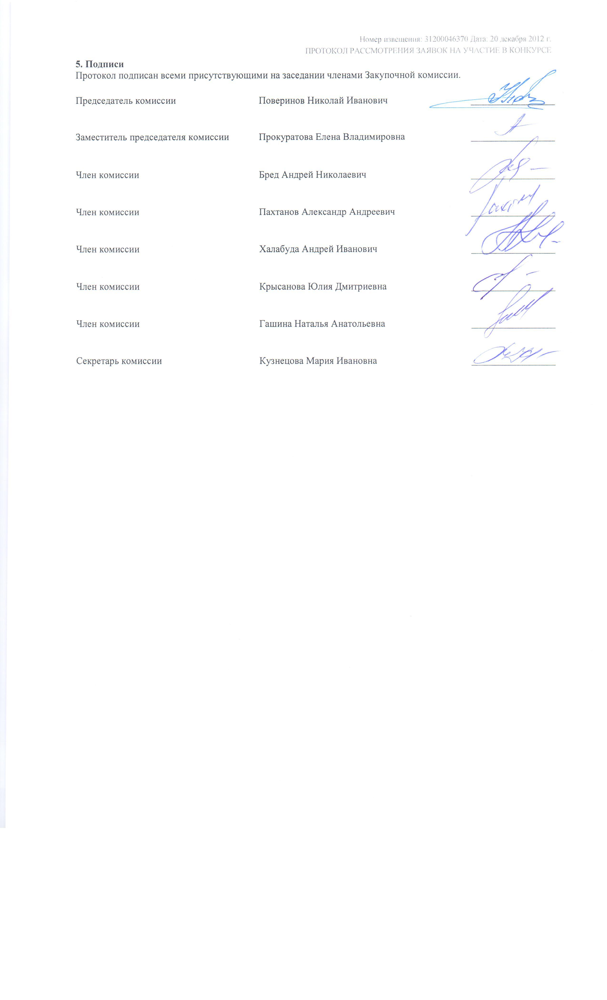 Номер извещения: 31200046370 Дата: 20 декабря 2012 г.
ПРОТОКОЛ РАССМОТРЕНИЯ ЗАЯВОК НА УЧАСТИЕ В КОНКУРСЕ
5. Подписи
Протокол подписан всеми присутствующими на заседании членами Закупочной комиссии.
Председатель комиссии Поверинов Николай Иванович
Заместитель председателя комиссии Прокуратова Елена Владимировна
Член комиссии Бред Андрей Николаевич
Член комиссии Пахтанов Александр Андреевич
Член комиссии Халабуда Андрей Иванович
Член комиссии Крысанова Юлия Дмитриевна
Член комиссии Гашина Наталья Анатольевна
Секретарь комиссии Кузнецова Мария Ивановна